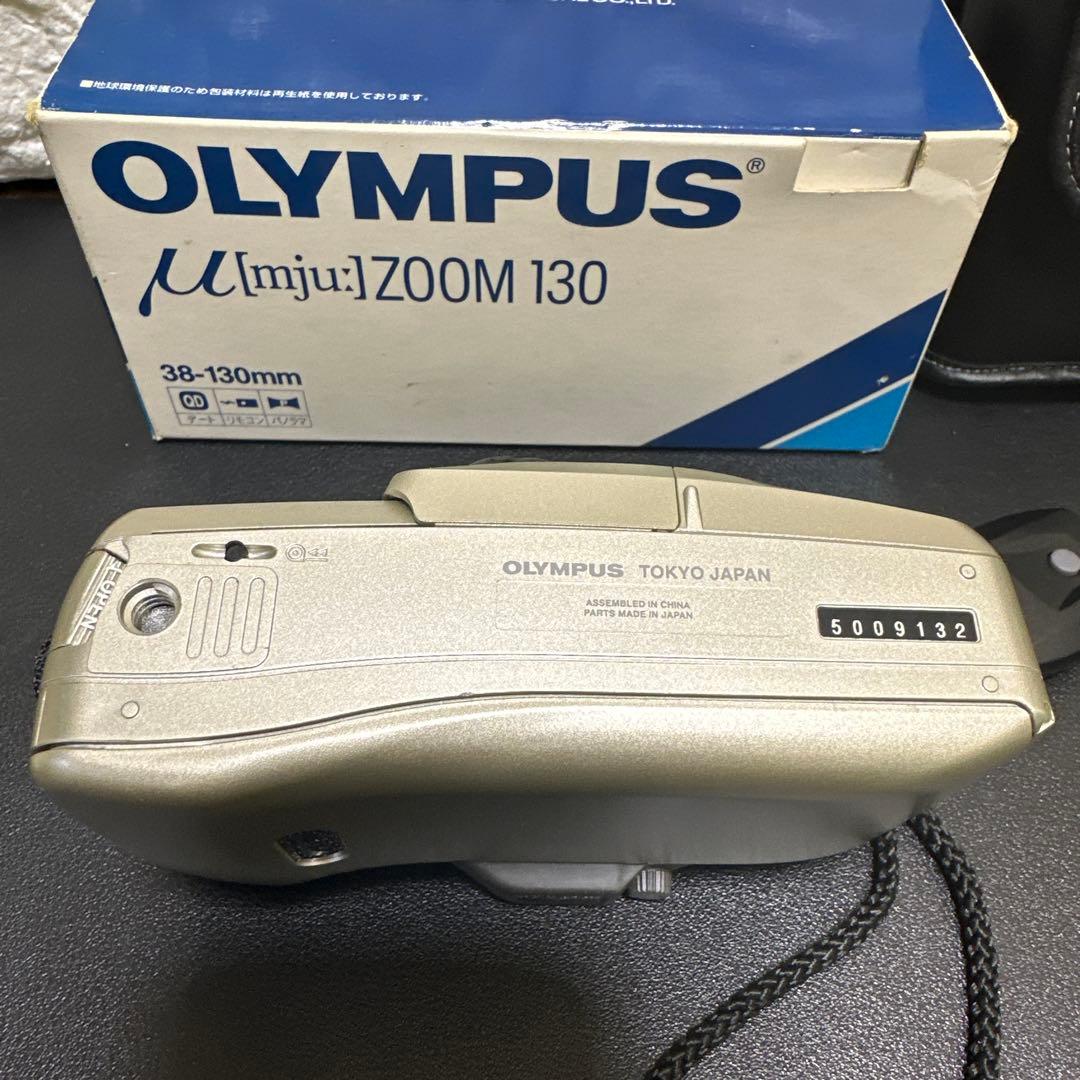 CO.,LTD.
■地球環境保護のため包装材料は再生紙を使用しております。
OLYMPUS®
μ[mju:] ZOOM 130
38-130mm
QD
デート リモコン パノラマ
OPEN
OLYMPUS TOKYO JAPAN
ASSEMBLED IN CHINA
PARTS MADE IN JAPAN
5009132